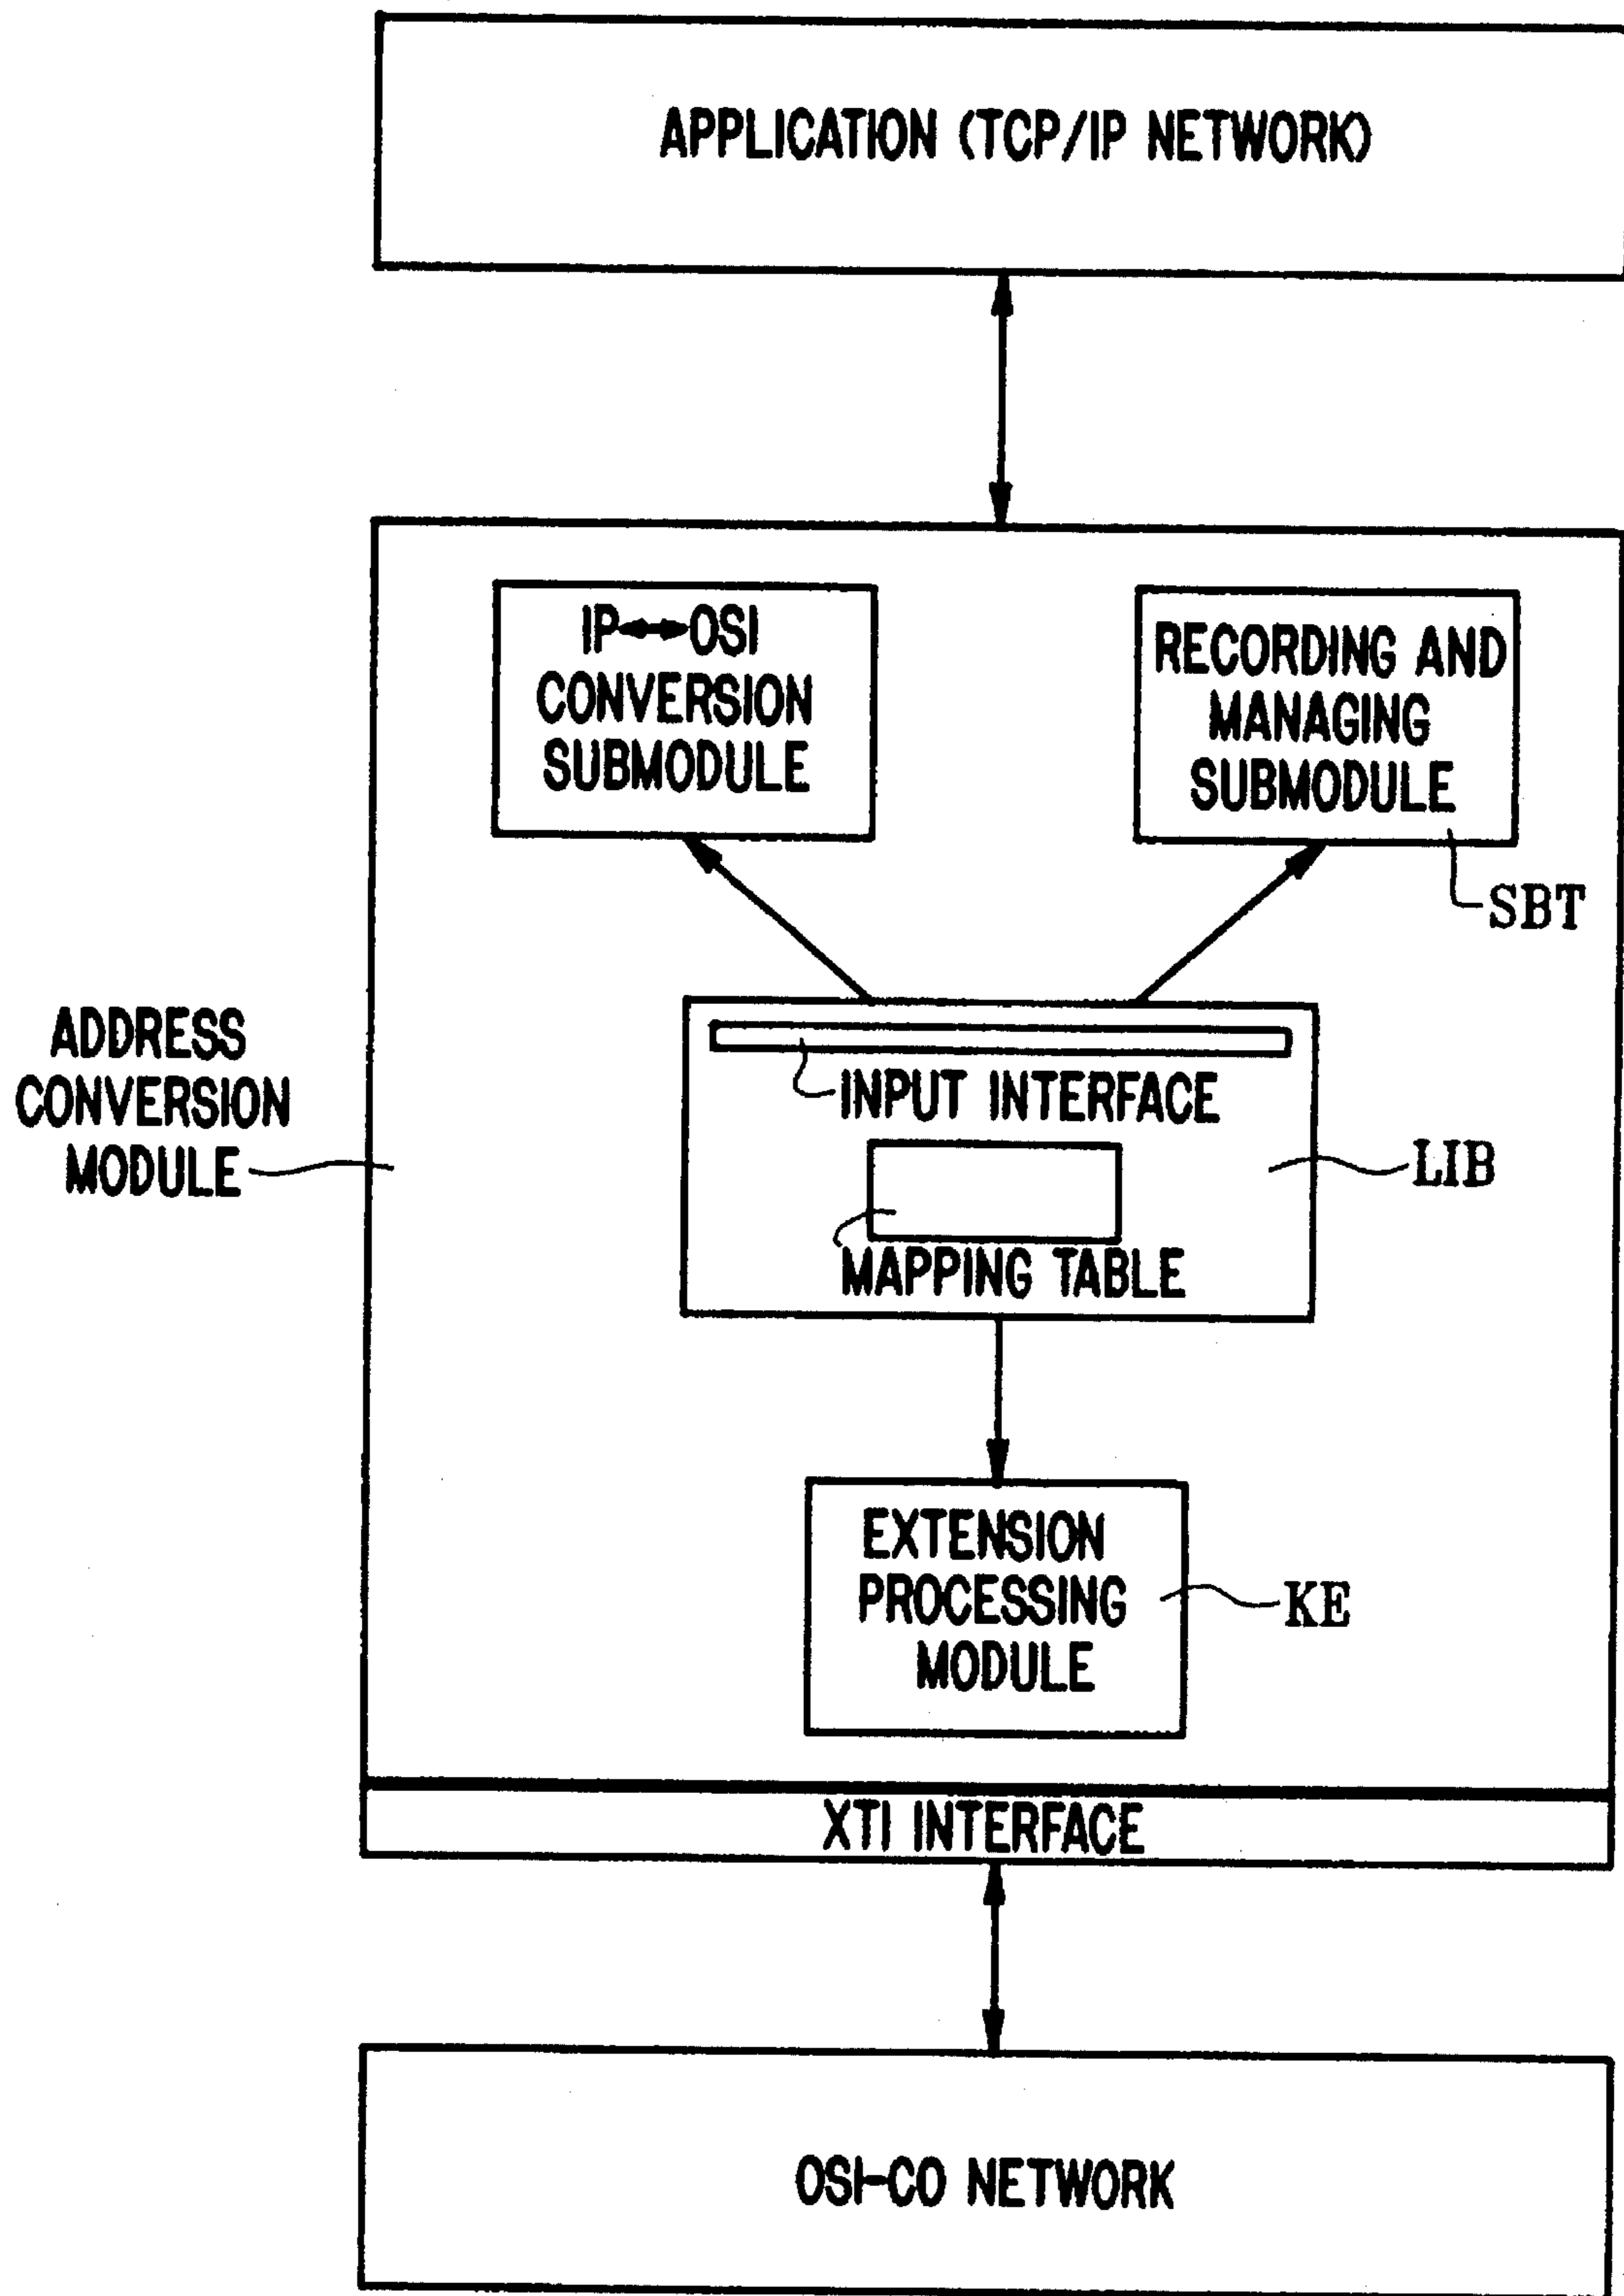 APPLICATION (TCP/IP NETWORK)
IP↔OSI
CONVERSION
SUBMODULE
RECORDING AND
MANAGING
SUBMODULE
SBT
ADDRESS
CONVERSION
MODULE
INPUT INTERFACE
LIB
MAPPING TABLE
EXTENSION
PROCESSING
MODULE
KE
XTI INTERFACE
OSI-CO NETWORK